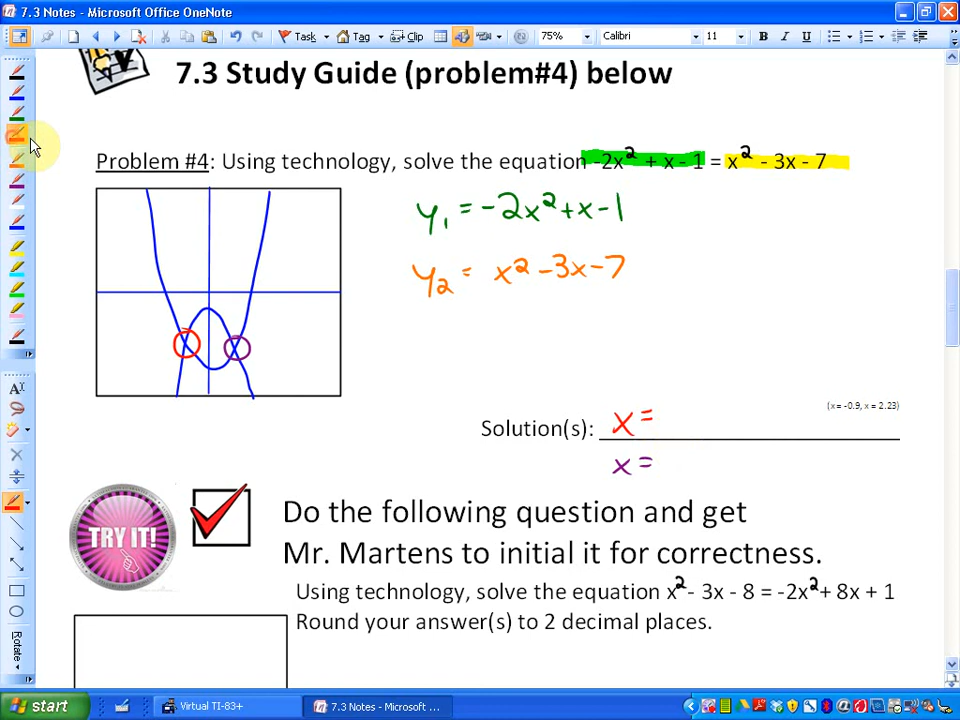 7.3 Notes - Microsoft Office OneNote
Task Tag Clip 75% Calibri 11 B I U
7.3 Study Guide (problem#4) below
Problem #4: Using technology, solve the equation -2x² + x - 1 = x² - 3x - 7
y₁ = -2x² + x - 1
y₂ = x² - 3x - 7
(x = -0.9, x = 2.23)
Solution(s): x =
x =
TRY IT!
Do the following question and get
Mr. Martens to initial it for correctness.
Using technology, solve the equation x² - 3x - 8 = -2x² + 8x + 1
Round your answer(s) to 2 decimal places.
Rotate
start Virtual TI-83+ 7.3 Notes - Microsoft ... 7:20 PM